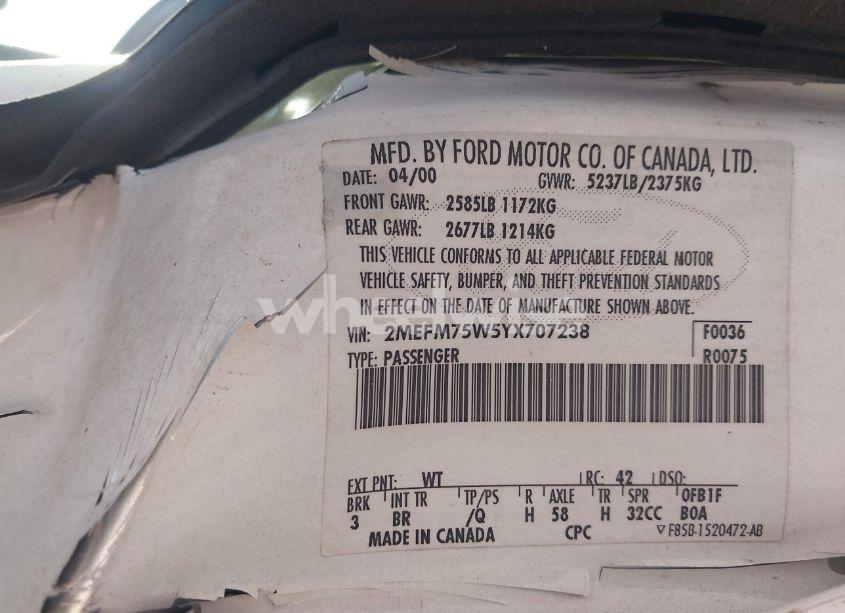 MFD. BY FORD MOTOR CO. OF CANADA, LTD.
DATE: 04/00 GVWR: 5237LB/2375KG
FRONT GAWR: 2585LB 1172KG
REAR GAWR: 2677LB 1214KG
THIS VEHICLE CONFORMS TO ALL APPLICABLE FEDERAL MOTOR
VEHICLE SAFETY, BUMPER, AND THEFT PREVENTION STANDARDS
IN EFFECT ON THE DATE OF MANUFACTURE SHOWN ABOVE.
VIN: 2MEFM75W5YX707238 F0036
TYPE: PASSENGER R0075
EXT PNT: WT RC: 42 DSO:
BRK INT TR TP/PS R AXLE TR SPR OFB1F
3 BR /Q H 58 H 32CC BOA
MADE IN CANADA CPC ▽F85B-1520472-AB